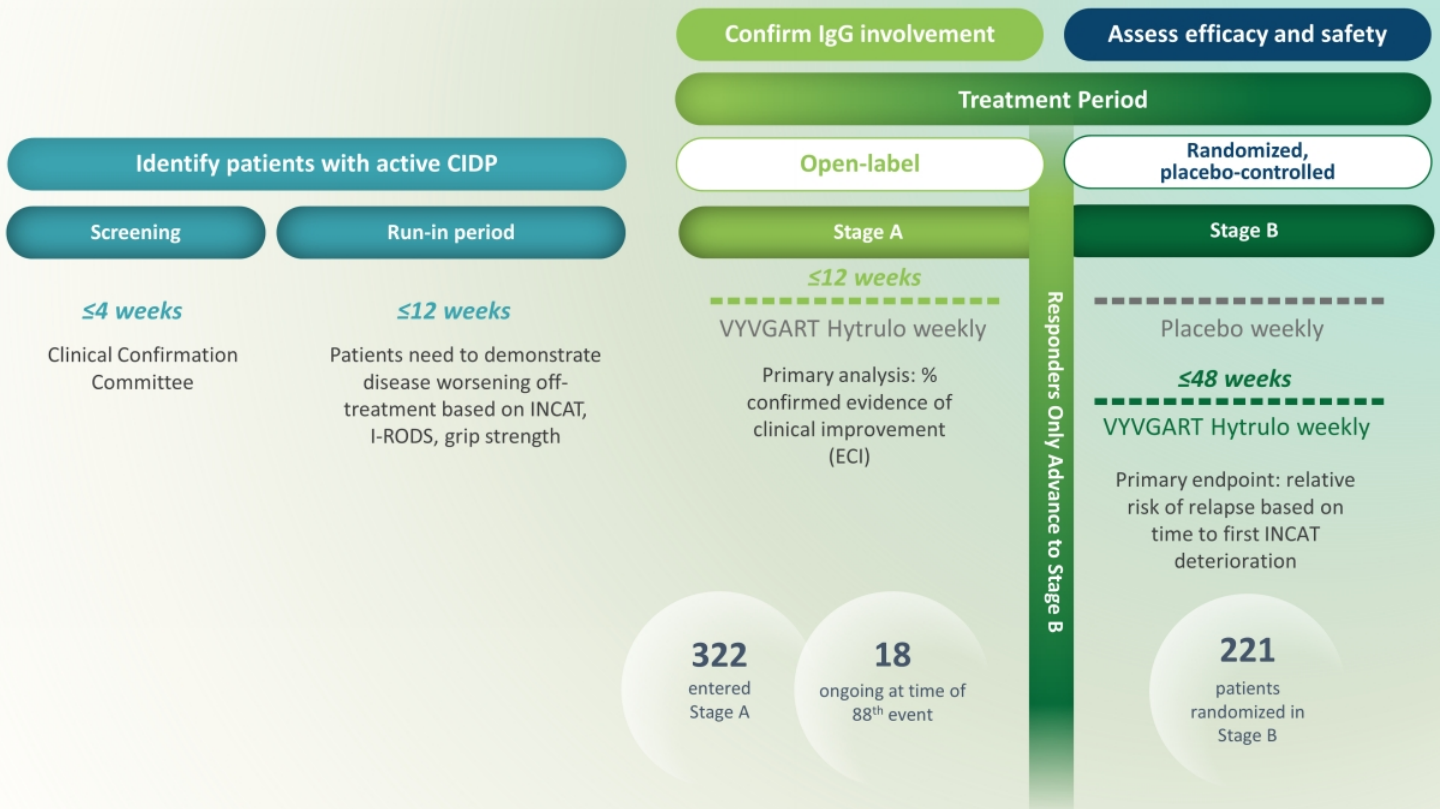 Confirm IgG involvement
Assess efficacy and safety
Treatment Period
Identify patients with active CIDP
Open-label
Randomized,
placebo-controlled
Screening
Run-in period
Stage A
Stage B
≤4 weeks
Clinical Confirmation
Committee
≤12 weeks
Patients need to demonstrate
disease worsening off-
treatment based on INCAT,
I-RODS, grip strength
≤12 weeks
VYVGART Hytrulo weekly
Primary analysis: %
confirmed evidence of
clinical improvement
(ECI)
Responders Only Advance to Stage B
Placebo weekly
≤48 weeks
VYVGART Hytrulo weekly
Primary endpoint: relative
risk of relapse based on
time to first INCAT
deterioration
322
entered
Stage A
18
ongoing at time of
88th event
221
patients
randomized in
Stage B